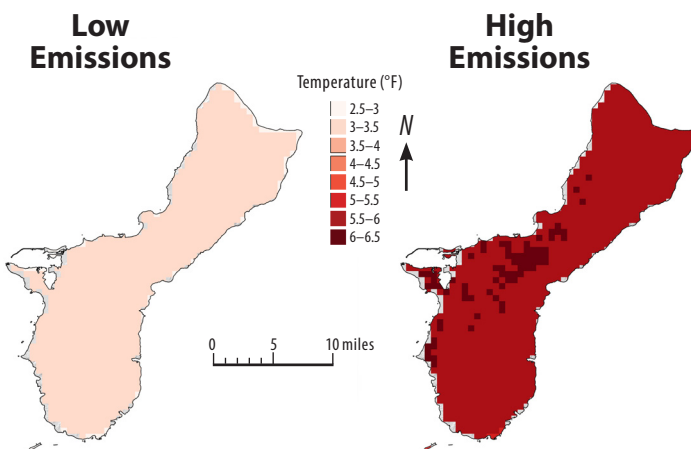 Low
Emissions
High
Emissions
Temperature (°F)
2.5–3
3–3.5
3.5–4
4–4.5
4.5–5
5–5.5
5.5–6
6–6.5
N
0 5 10 miles